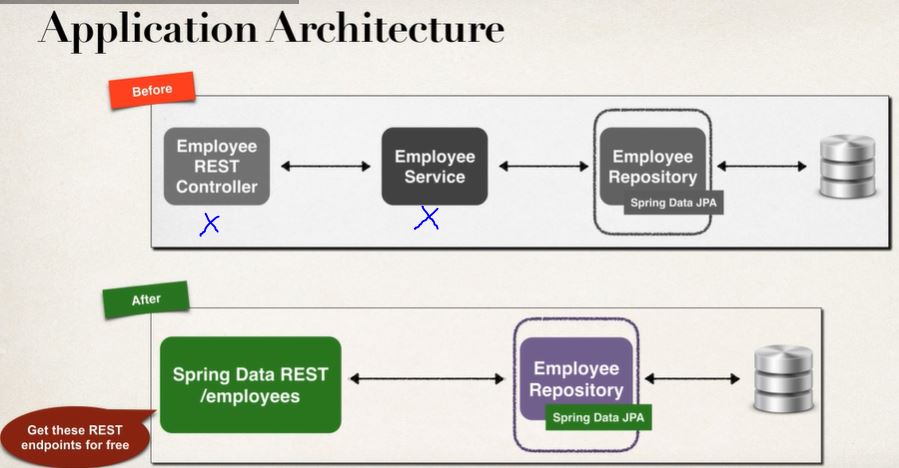 Application Architecture
Before
Employee
REST
Controller
Employee
Service
Employee
Repository
Spring Data JPA
X
X
After
Spring Data REST
/employees
Employee
Repository
Spring Data JPA
Get these REST
endpoints for free